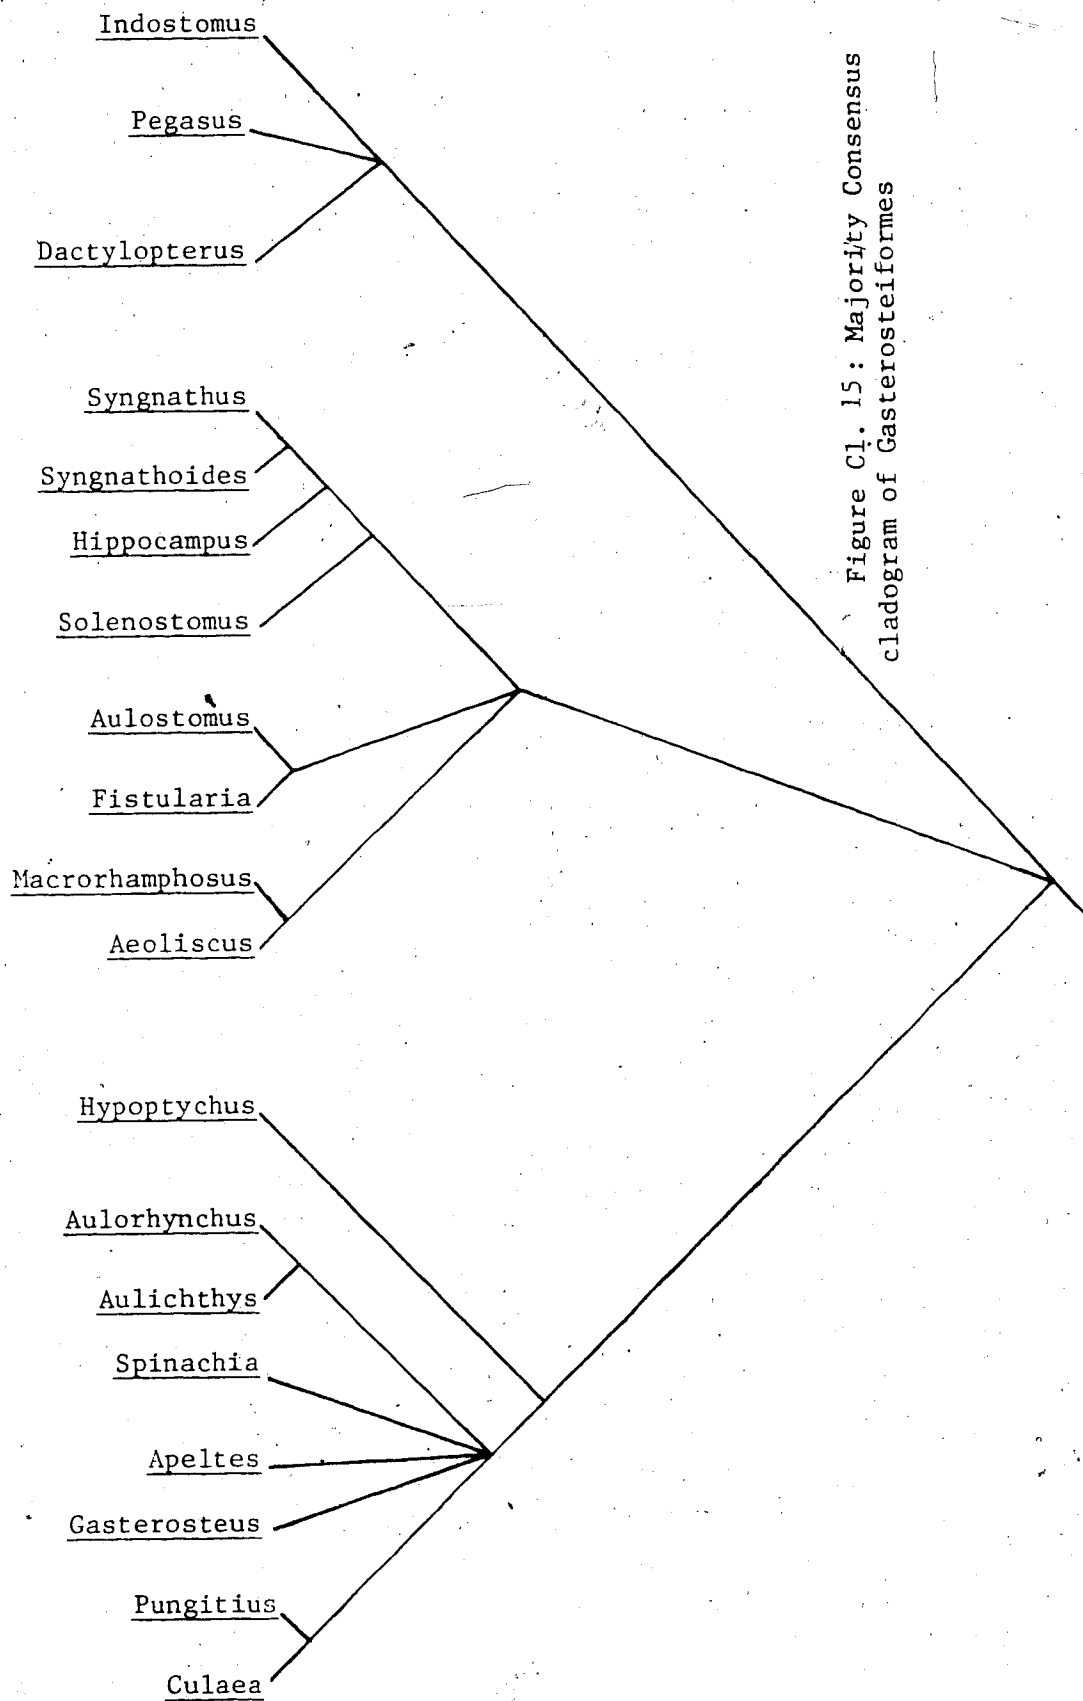 Indostomus
Pegasus
Dactylopterus
Syngnathus
Syngnathoides
Hippocampus
Solenostomus
Aulostomus
Fistularia
Macrorhamphosus
Aeoliscus
Hypoptychus
Aulorhynchus
Aulichthys
Spinachia
Apeltes
Gasterosteus
Pungitius
Culaea
Figure Cl. 15: Majority Consensus
cladogram of Gasterosteiformes